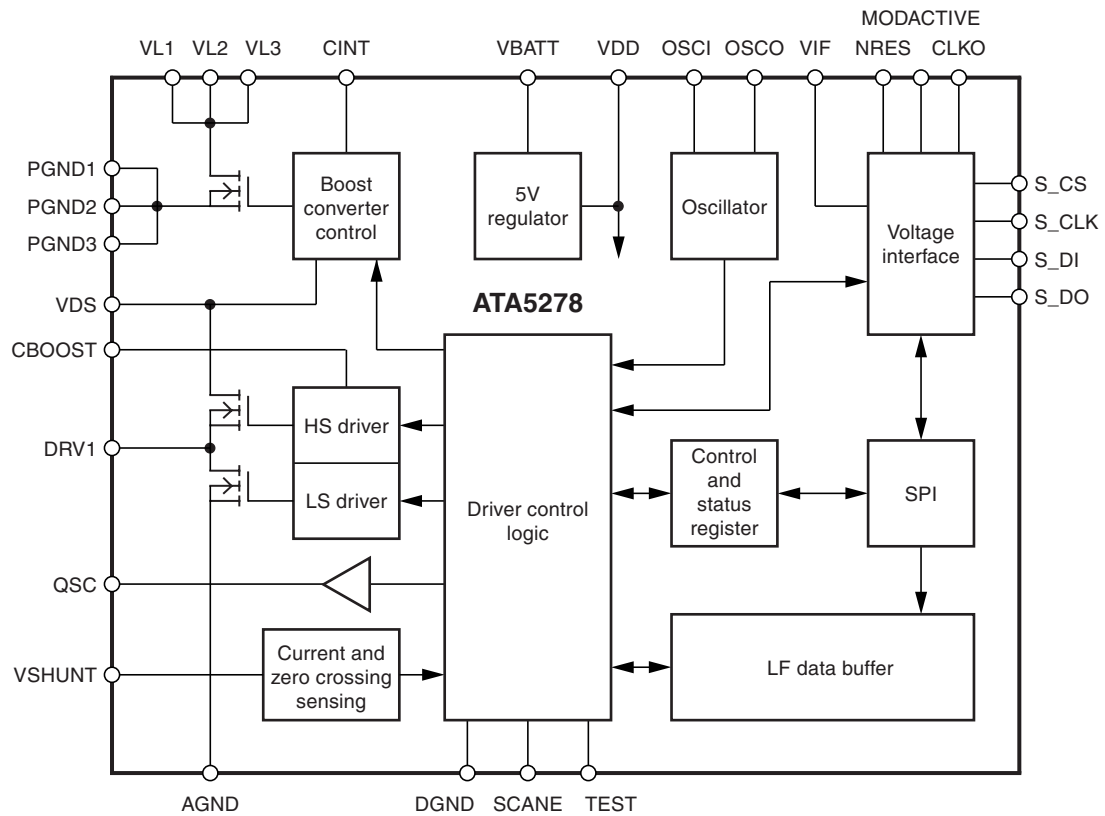 MODACTIVE
VL1 VL2 VL3 CINT VBATT VDD OSCI OSCO VIF NRES CLKO
PGND1
PGND2
PGND3
VDS
CBOOST
DRV1
QSC
VSHUNT
Boost
converter
control
5V
regulator
Oscillator
Voltage
interface
S_CS
S_CLK
S_DI
S_DO
ATA5278
HS driver
LS driver
Driver control
logic
Control
and
status
register
SPI
Current and
zero crossing
sensing
LF data buffer
AGND DGND SCANE TEST